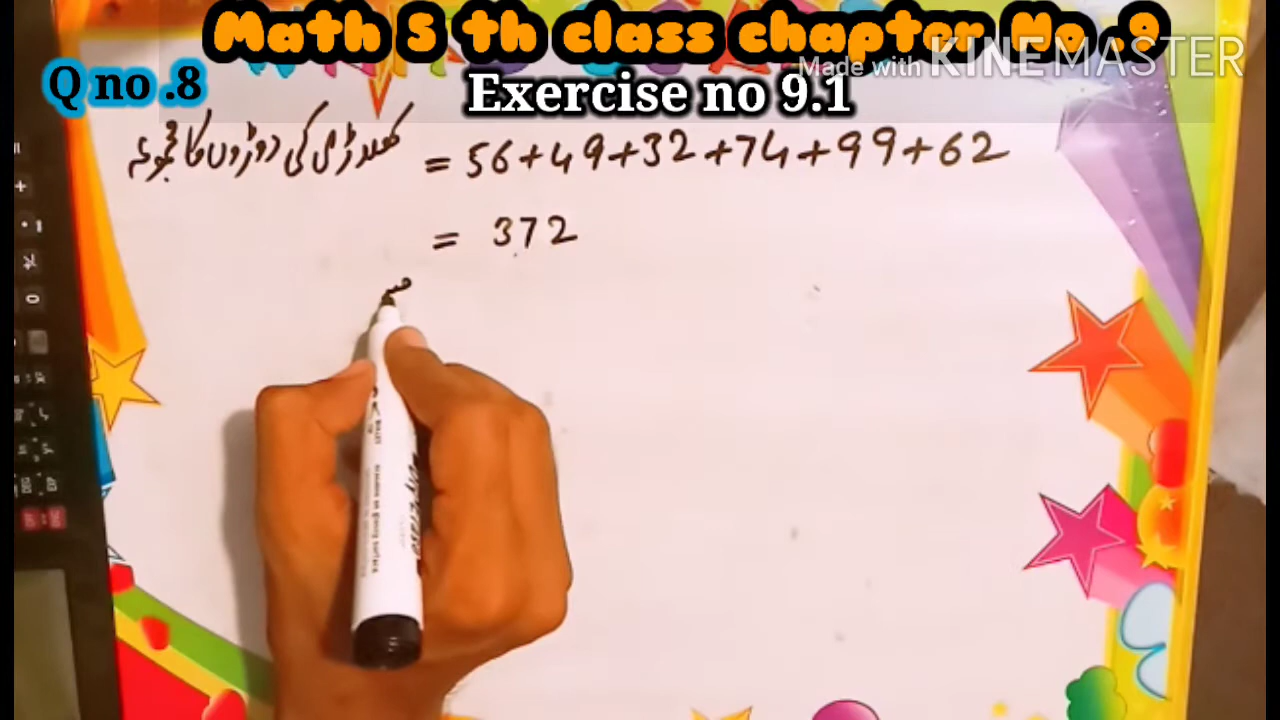 Math 5 th class chapter No .9
Made with KINEMASTER
Q no .8
Exercise no 9.1
کھلاڑی کی دوڑوں کا مجموعہ = 56+49+32+74+99+62
= 372